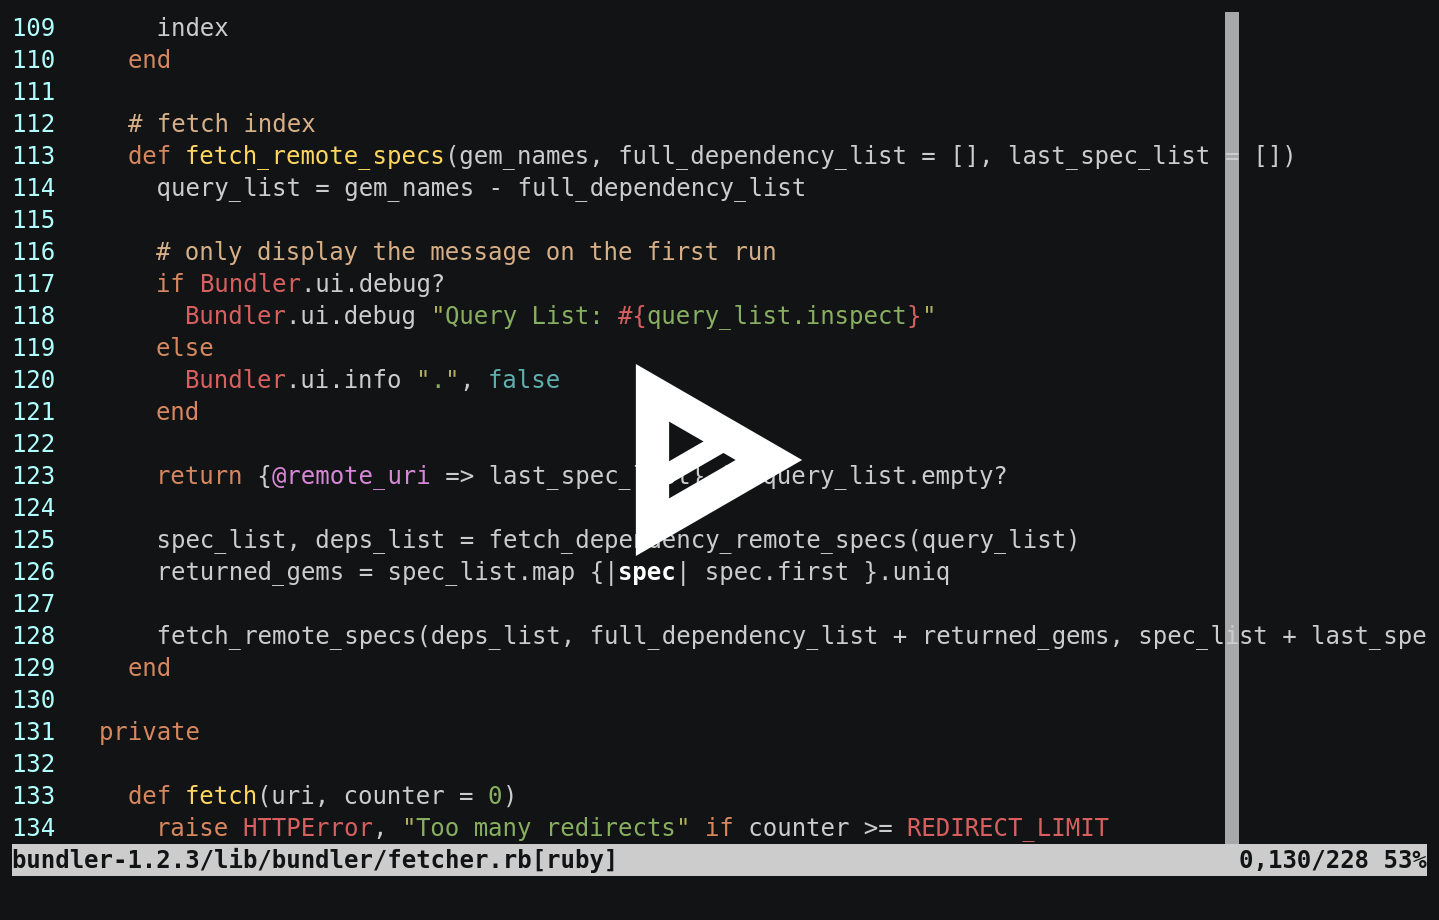 109       index
110     end
111
112     # fetch index
113     def fetch_remote_specs(gem_names, full_dependency_list = [], last_spec_list = [])
114       query_list = gem_names - full_dependency_list
115
116       # only display the message on the first run
117       if Bundler.ui.debug?
118         Bundler.ui.debug "Query List: #{query_list.inspect}"
119       else
120         Bundler.ui.info ".", false
121       end
122
123       return {@remote_uri => query_list.empty?
124
125       spec_list, deps_list = fetch_dependency_remote_specs(query_list)
126       returned_gems = spec_list.map {|spec| spec.first }.uniq
127
128       fetch_remote_specs(deps_list, full_dependency_list + returned_gems, spec_list + last_spe
129     end
130
131   private
132
133     def fetch(uri, counter = 0)
134       raise HTTPError, "Too many redirects" if counter >= REDIRECT_LIMIT
bundler-1.2.3/lib/bundler/fetcher.rb[ruby] 0,130/228 53%